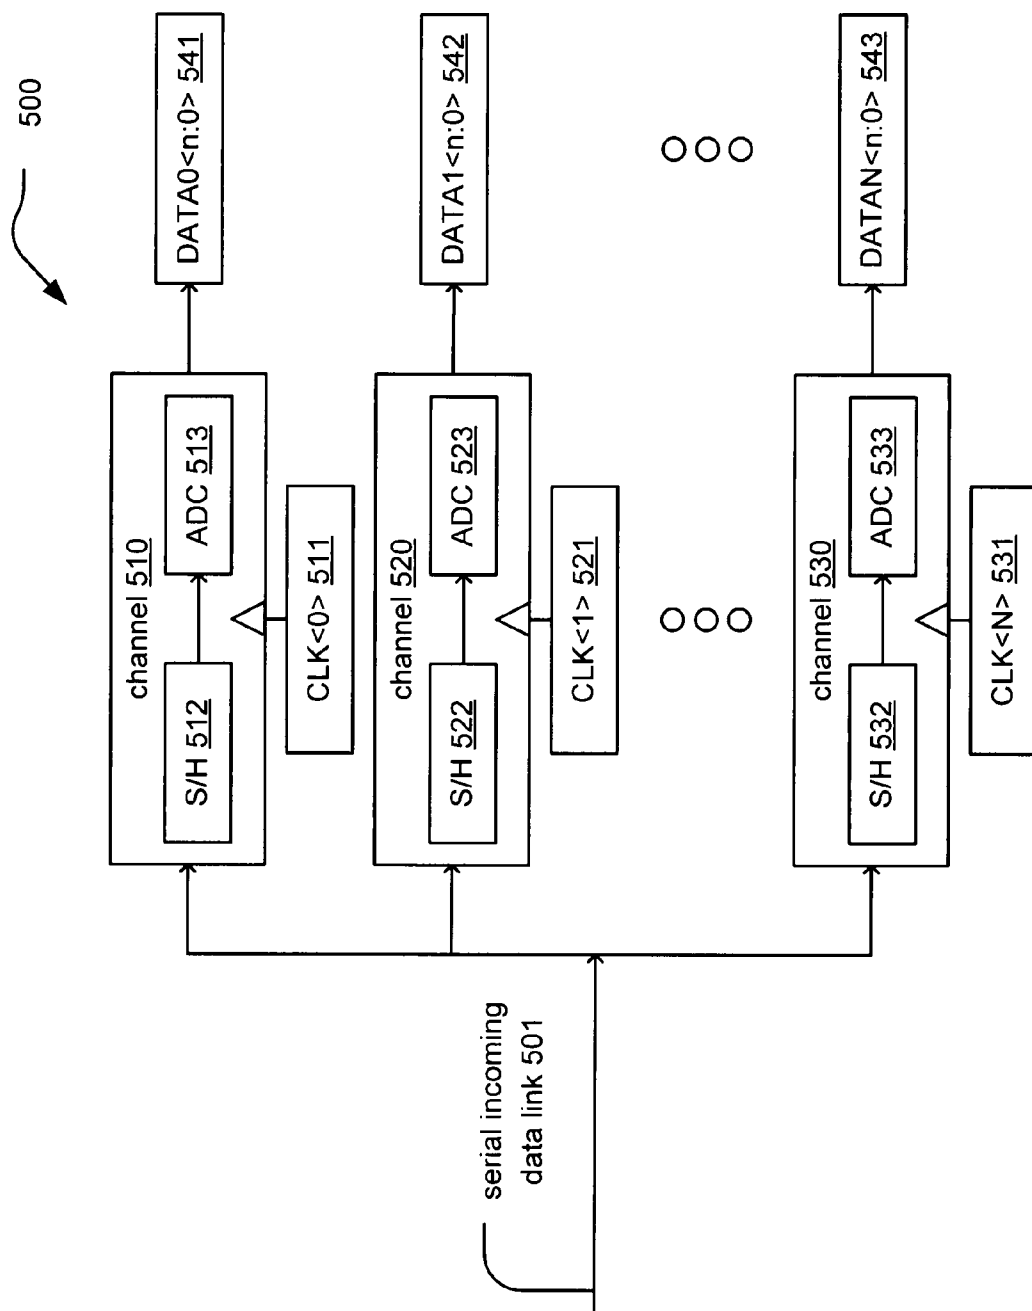 500
serial incoming
data link 501
channel 510
S/H 512
ADC 513
CLK<0> 511
DATA0<n:0> 541
channel 520
S/H 522
ADC 523
CLK<1> 521
DATA1<n:0> 542
channel 530
S/H 532
ADC 533
CLK<N> 531
DATAN<n:0> 543